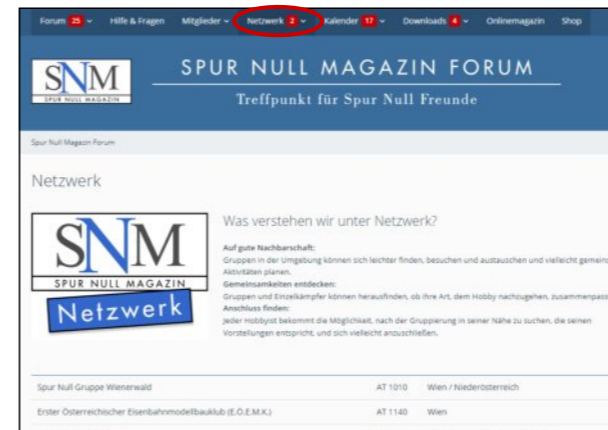 Forum 25 Hilfe & Fragen Mitglieder Netzwerk 2 Kalender 17 Downloads 4 Onlinemagazin Shop
SNM
SPUR NULL MAGAZIN
SPUR NULL MAGAZIN FORUM
Treffpunkt für Spur Null Freunde
Spur Null Magazin Forum
Netzwerk
SNM
SPUR NULL MAGAZIN
Netzwerk
Was verstehen wir unter Netzwerk?
Auf gute Nachbarschaft:
Gruppen in der Umgebung können sich leichter finden, besuchen und austauschen und vielleicht gemeins
Aktivitäten planen.
Gemeinsamkeiten entdecken:
Gruppen und Einzelkämpfer können herausfinden, ob ihre Art, dem Hobby nachzugehen, zusammenpass
Anschluss finden:
Jeder Hobbyist bekommt die Möglichkeit, nach der Gruppierung in seiner Nähe zu suchen, die seinen
Vorstellungen entspricht, und sich vielleicht anzuschließen.
Spur Null Gruppe Wienerwald AT 1010 Wien / Niederösterreich
Erster Österreichischer Eisenbahnmodellbauklub (E.Ö.E.M.K.) AT 1140 Wien